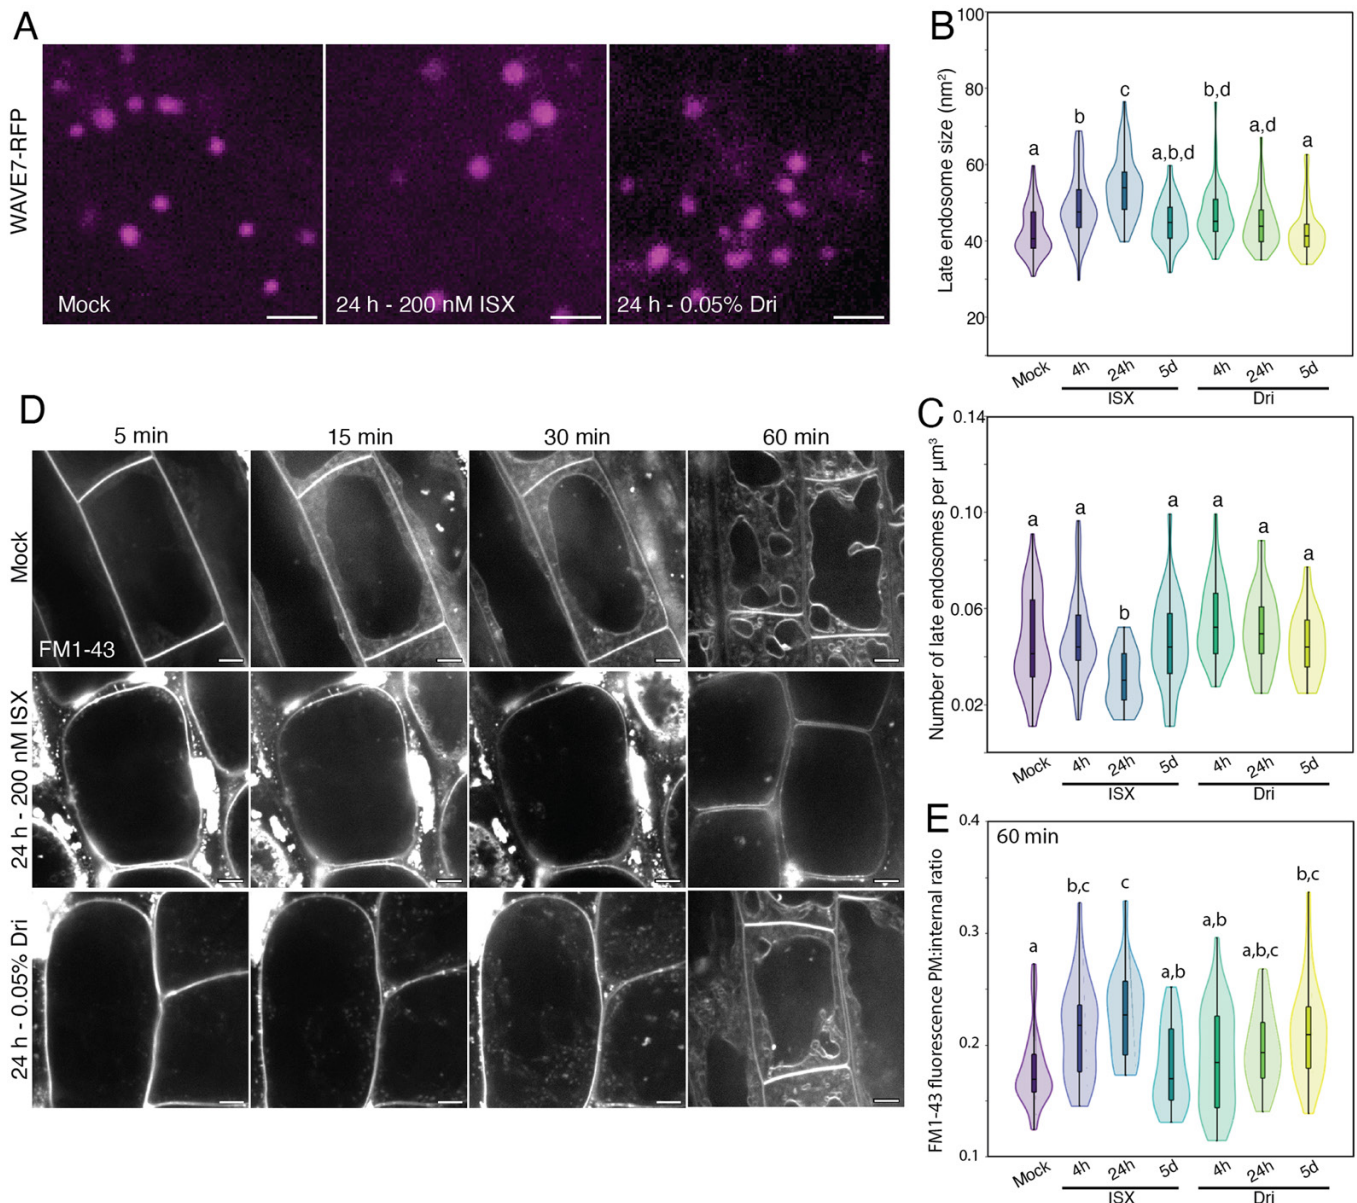 A
WAVE7-RFP
Mock
24 h - 200 nM ISX
24 h - 0.05% Dri
B
Late endosome size (nm²)
100
80
60
40
20
a
b
c
a,b,d
b,d
a,d
a
Mock
4h
24h
5d
4h
24h
5d
ISX
Dri
C
Number of late endosomes per µm³
0.14
0.10
0.06
0.02
a
a
b
a
a
a
a
Mock
4h
24h
5d
4h
24h
5d
ISX
Dri
D
5 min
15 min
30 min
60 min
Mock
FM1-43
24 h - 200 nM ISX
24 h - 0.05% Dri
E
60 min
FM1-43 fluorescence PM:internal ratio
0.4
0.3
0.2
0.1
a
b,c
c
a,b
a,b
a,b,c
b,c
Mock
4h
24h
5d
4h
24h
5d
ISX
Dri